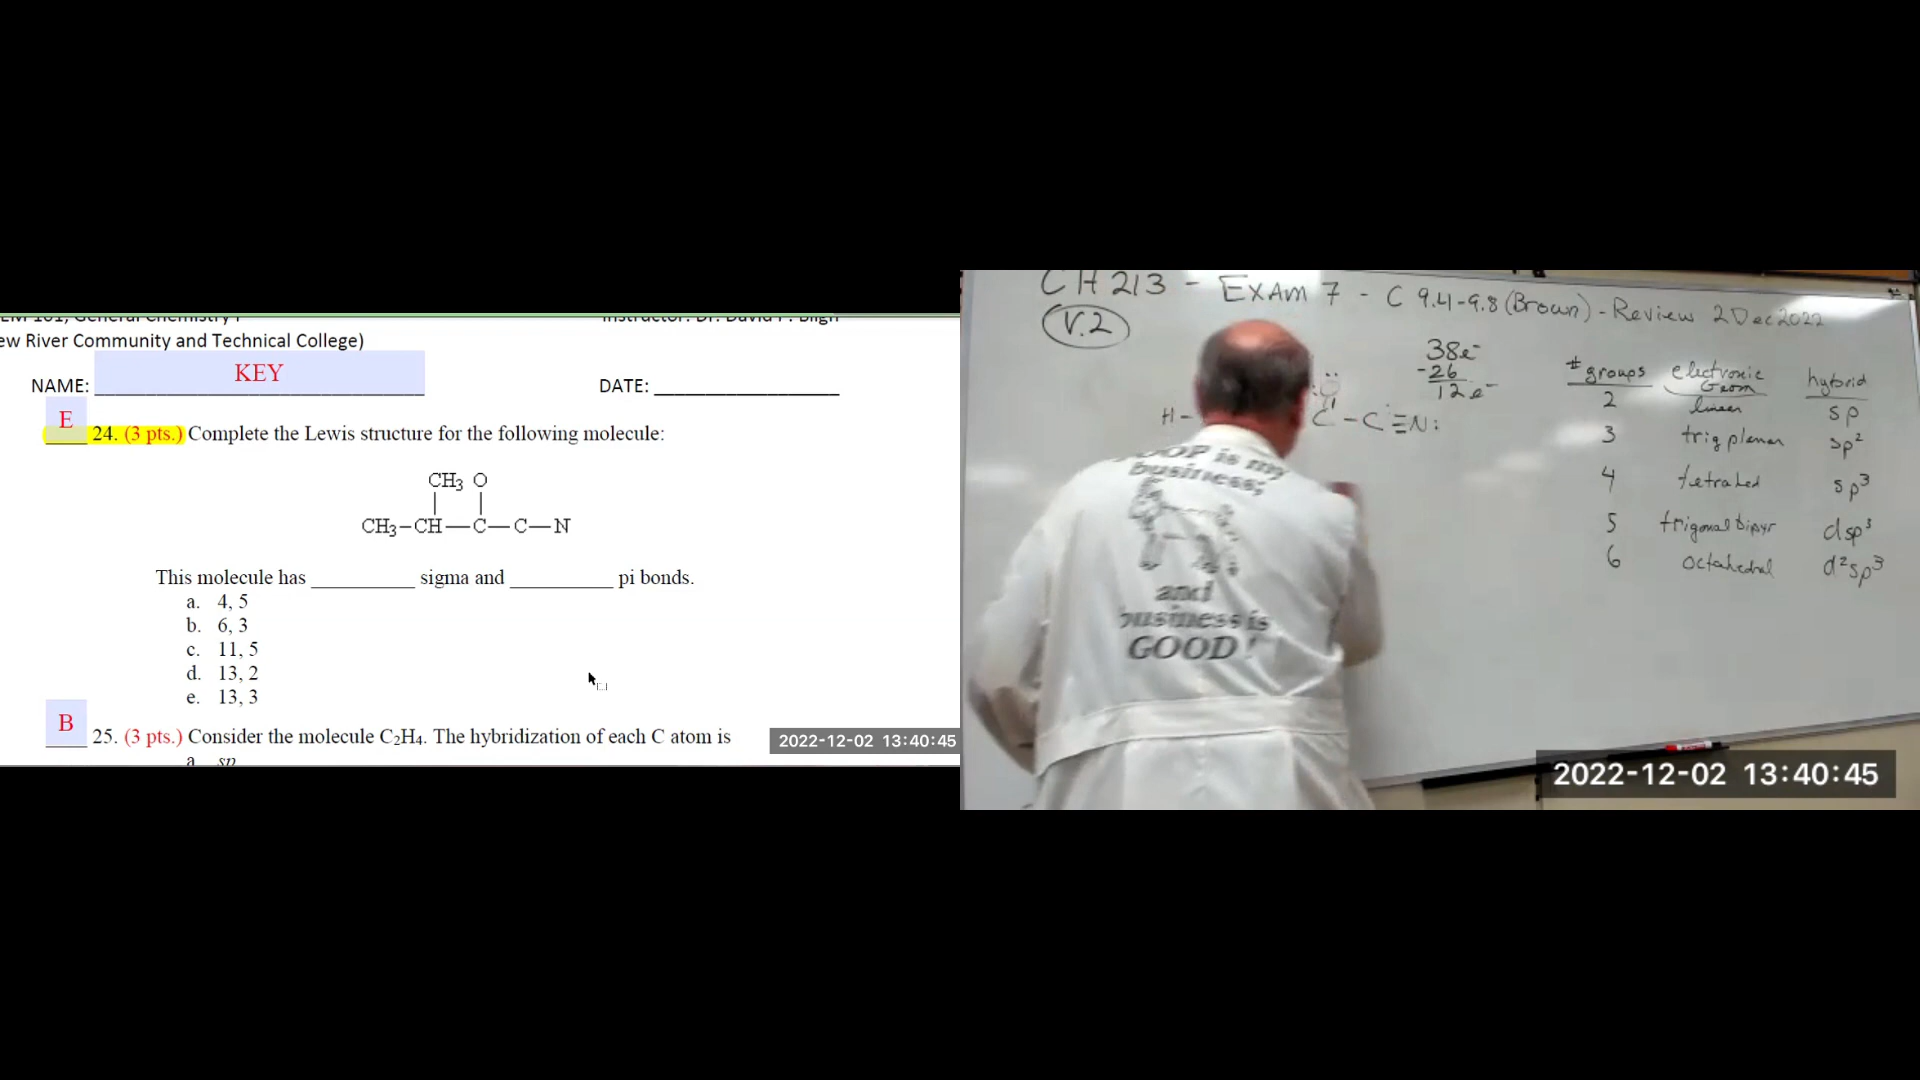 ew River Community and Technical College)
NAME: KEY DATE:
E 24. (3 pts.) Complete the Lewis structure for the following molecule:
CH₃ O
CH₃—CH—C—C—N
This molecule has __________ sigma and __________ pi bonds.
a. 4, 5
b. 6, 3
c. 11, 5
d. 13, 2
e. 13, 3
B 25. (3 pts.) Consider the molecule C₂H₄. The hybridization of each C atom is
a sp
2022-12-02 13:40:45
CH 213 - Exam 7 - C 9.4-9.8 (Brown) - Review 2 Dec 2022
V.2
38e⁻
-26
12 e⁻
H - C - C ≡ N:
# groups electronic Geom hybrid
2 linear sp
3 trig planar sp²
4 tetrahed sp³
5 trigonal bipyr dsp³
6 octahedral d²sp³
is my
business;
and
business is
GOOD!
2022-12-02 13:40:45